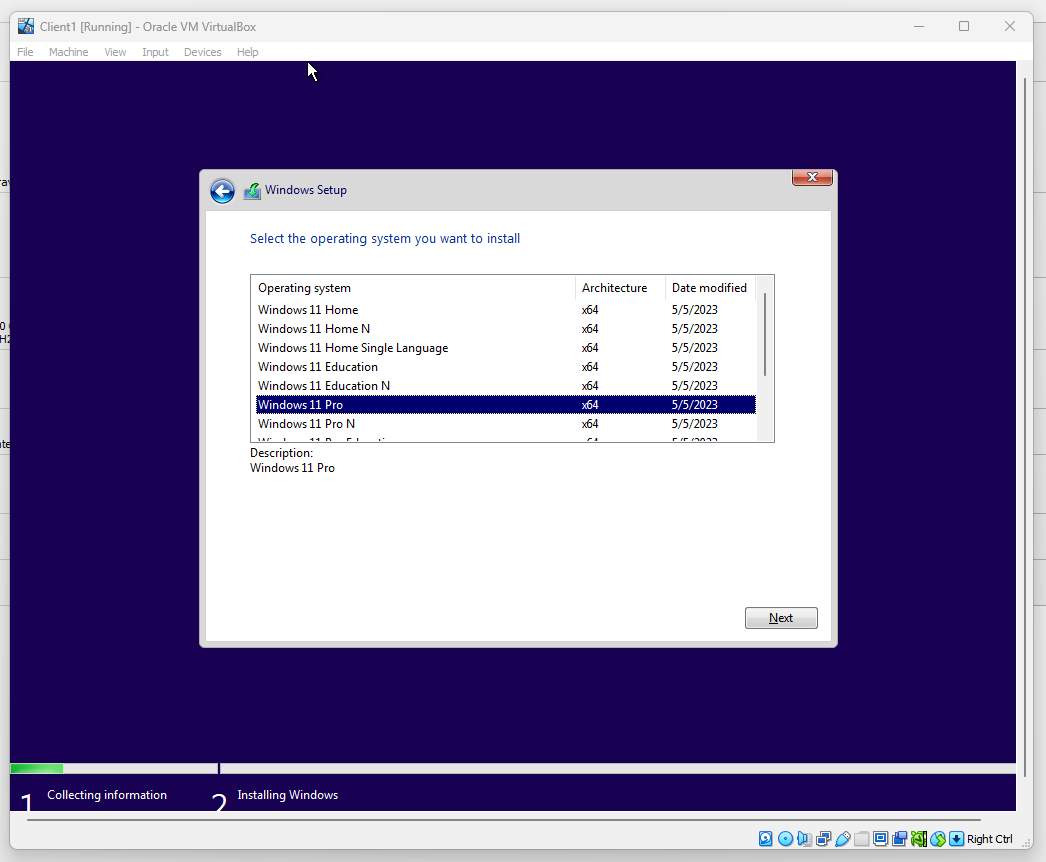 Client1 [Running] - Oracle VM VirtualBox
File Machine View Input Devices Help
Windows Setup
Select the operating system you want to install
Operating system Architecture Date modified
Windows 11 Home x64 5/5/2023
Windows 11 Home N x64 5/5/2023
Windows 11 Home Single Language x64 5/5/2023
Windows 11 Education x64 5/5/2023
Windows 11 Education N x64 5/5/2023
Windows 11 Pro x64 5/5/2023
Windows 11 Pro N x64 5/5/2023
Description:
Windows 11 Pro
Next
1 Collecting information 2 Installing Windows
Right Ctrl